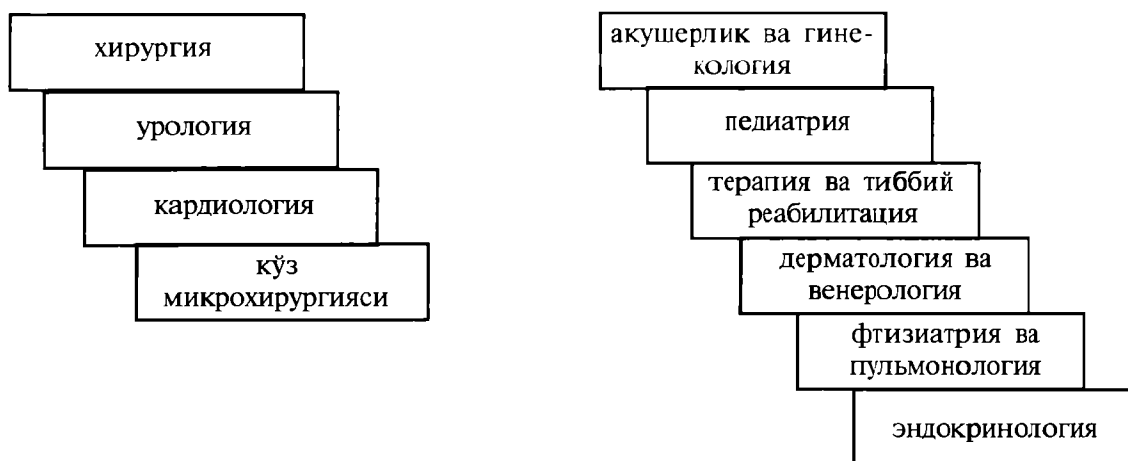 хирургия
урология
кардиология
кўз
микрохирургияси
акушерлик ва гине-
кология
педиатрия
терапия ва тиббий
реабилитация
дерматология ва
венерология
фтизиатрия ва
пульмонология
эндокринология